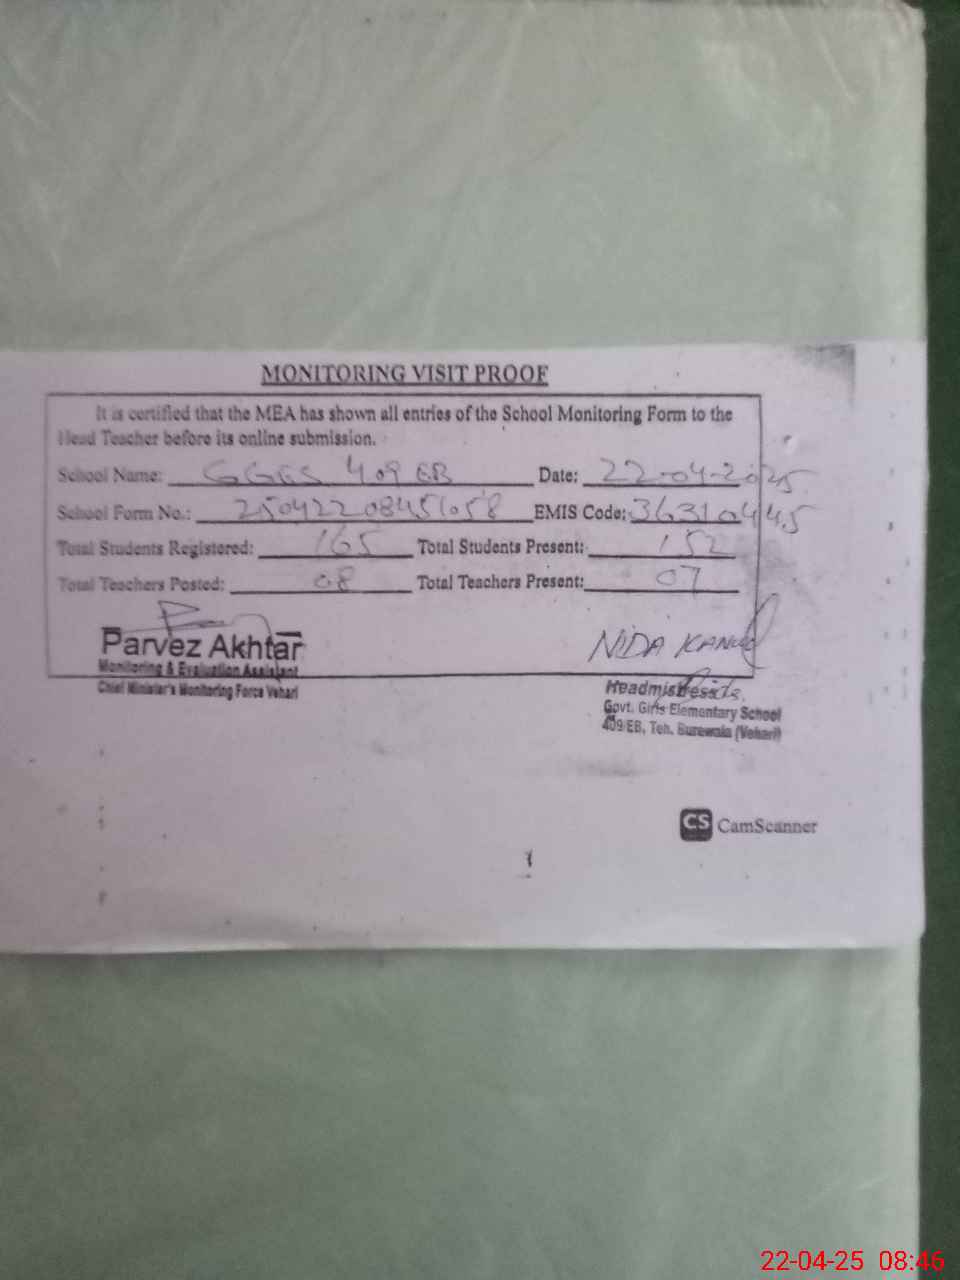 MONITORING VISIT PROOF
It is certified that the MEA has shown all entries of the School Monitoring Form to the
Head Teacher before its online submission.
School Name: GGES 409 EB Date: 22-04-2025
School Form No.: 25042208451058 EMIS Code: 36310445
Total Students Registered: 165 Total Students Present: 152
Total Teachers Posted: 08 Total Teachers Present: 07
Parvez Akhtar
Monitoring & Evaluation Assistant
Chief Minister's Monitoring Force Vehari
NIDA KANWAL
Headmistress
Govt. Girls Elementary School
409/EB, Teh. Burewala (Vehari)
CS CamScanner
1
22-04-25 08:46